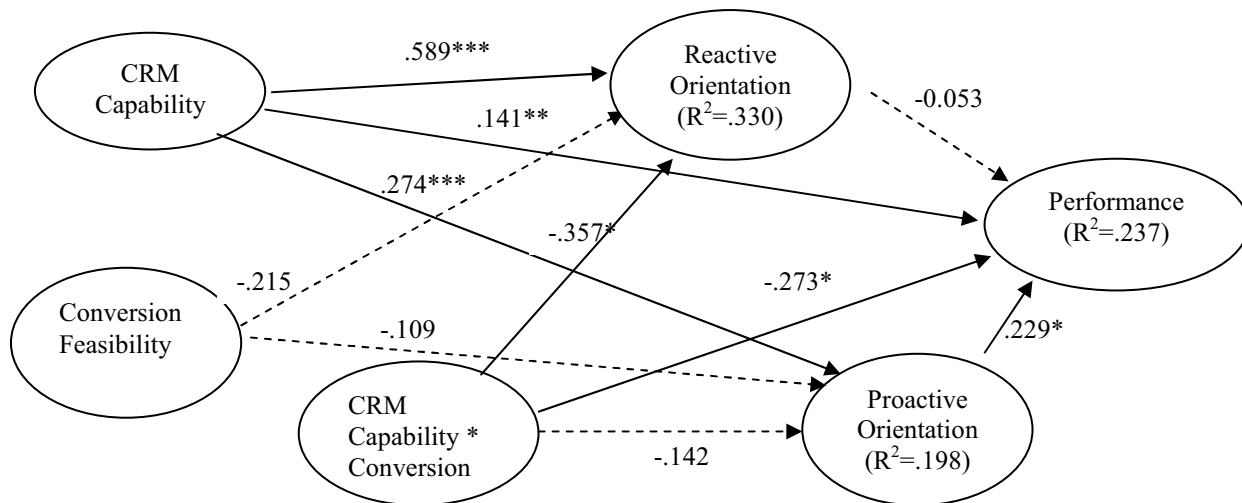 CRM
Capability
.589***
Reactive
Orientation
(R²=.330)
-0.053
.141**
.274***
Performance
(R²=.237)
-.357*
-.215
-.273*
Conversion
Feasibility
-.109
.229*
CRM
Capability *
Conversion
-.142
Proactive
Orientation
(R²=.198)